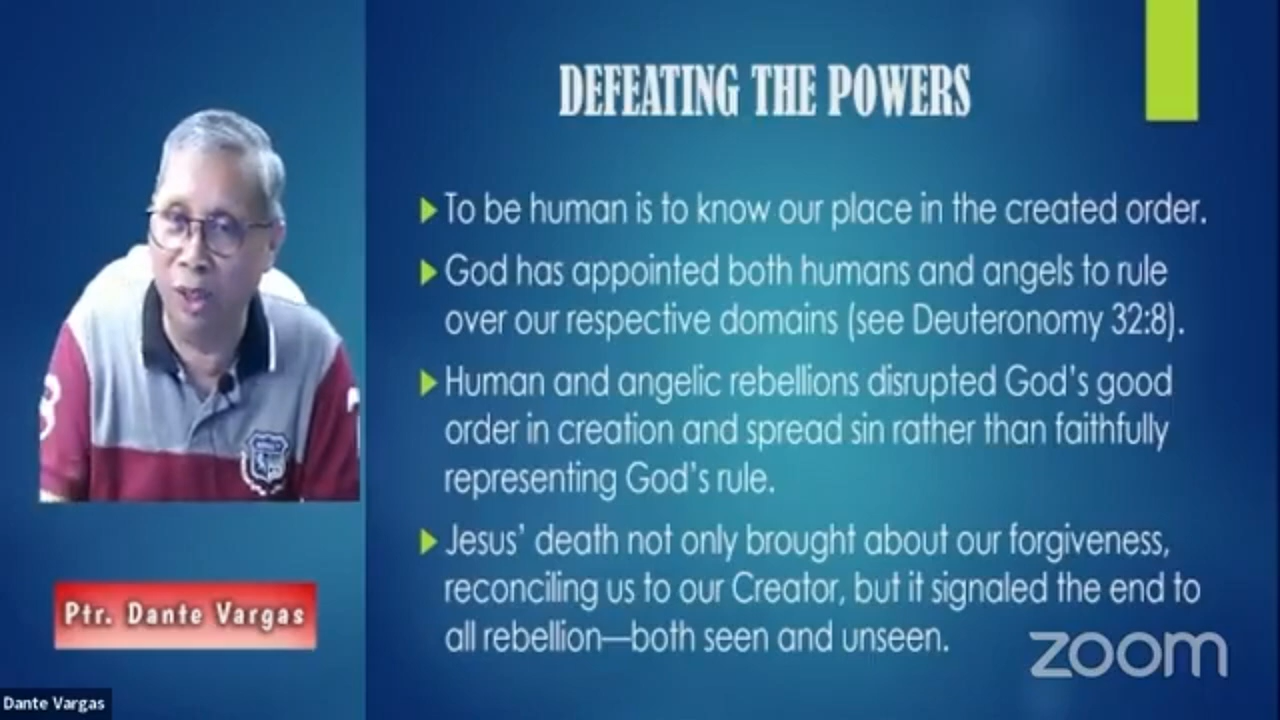 DEFEATING THE POWERS
To be human is to know our place in the created order.
God has appointed both humans and angels to rule
over our respective domains (see Deuteronomy 32:8).
Human and angelic rebellions disrupted God's good
order in creation and spread sin rather than faithfully
representing God's rule.
Jesus' death not only brought about our forgiveness,
reconciling us to our Creator, but it signaled the end to
all rebellion—both seen and unseen.
Ptr. Dante Vargas
zoom
Dante Vargas